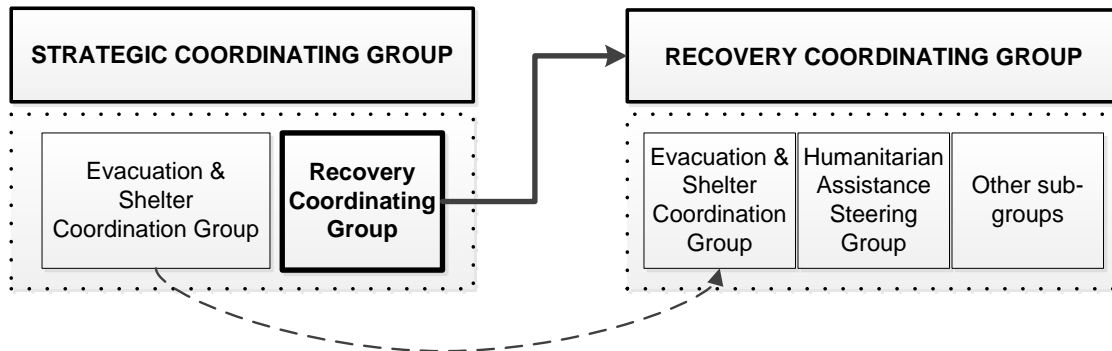 STRATEGIC COORDINATING GROUP
Evacuation &
Shelter
Coordination Group
Recovery
Coordinating
Group
RECOVERY COORDINATING GROUP
Evacuation &
Shelter
Coordination
Group
Humanitarian
Assistance
Steering
Group
Other sub-
groups